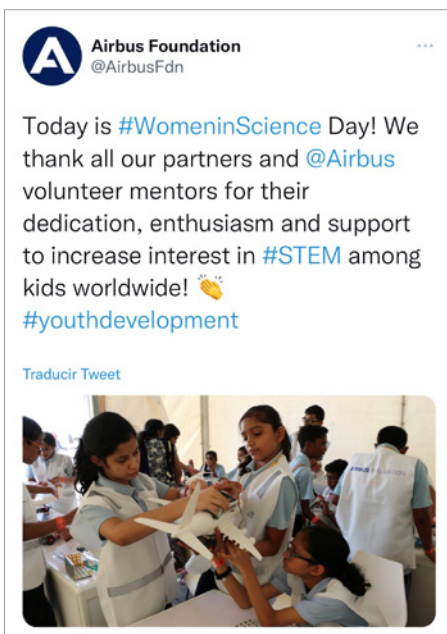 Airbus Foundation
@AirbusFdn
Today is #WomeninScience Day! We
thank all our partners and @Airbus
volunteer mentors for their
dedication, enthusiasm and support
to increase interest in #STEM among
kids worldwide! 👏
#youthdevelopment
Traducir Tweet